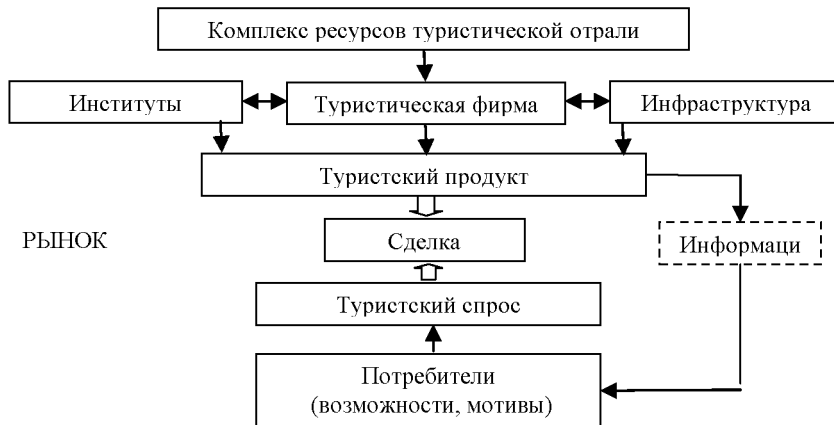 Комплекс ресурсов туристической отрали
Институты
Туристическая фирма
Инфраструктура
Туристский продукт
РЫНОК
Сделка
Информаци
Туристский спрос
Потребители
(возможности, мотивы)